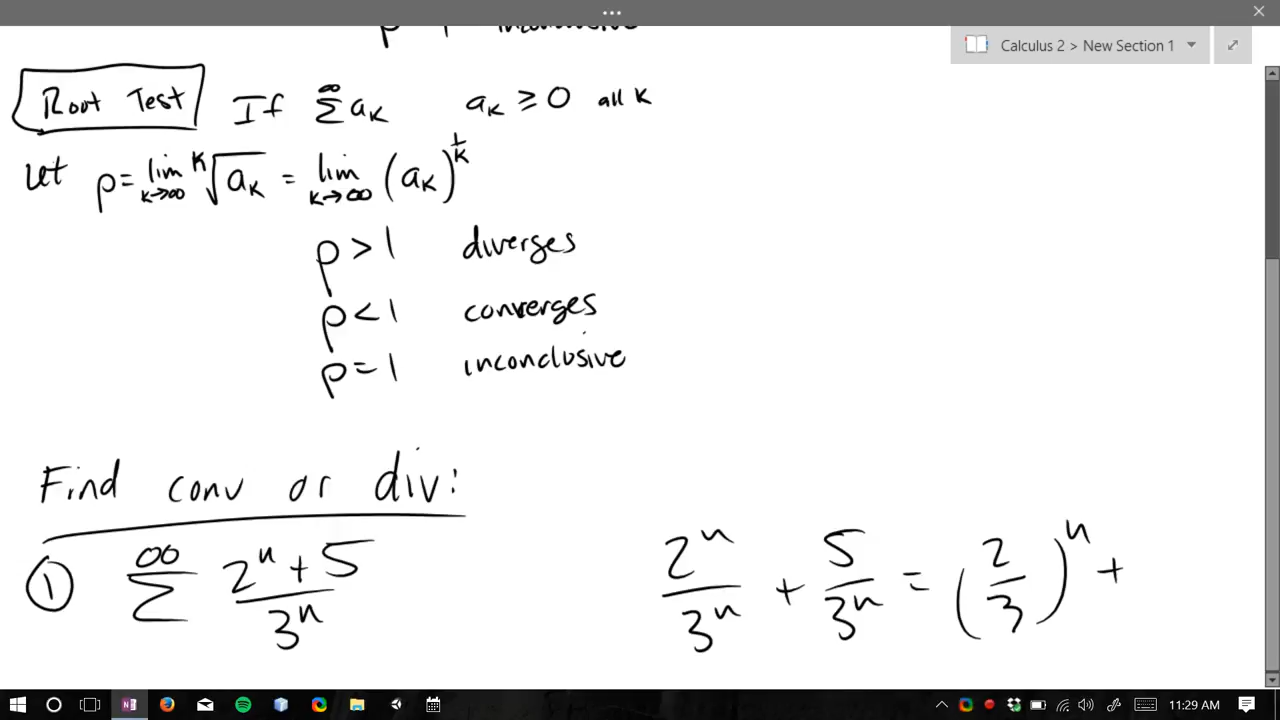 Calculus 2 > New Section 1
Root Test If ∑^∞ a_K a_K ≥ 0 all K
Let ρ = lim_{K→∞} ᴷ√a_K = lim_{K→∞} (a_K)^{1/K}
ρ > 1 diverges
ρ < 1 converges
ρ = 1 inconclusive
Find conv or div:
① ∑^∞ (2^n + 5)/3^n 2^n/3^n + 5/3^n = (2/3)^n +
11:29 AM